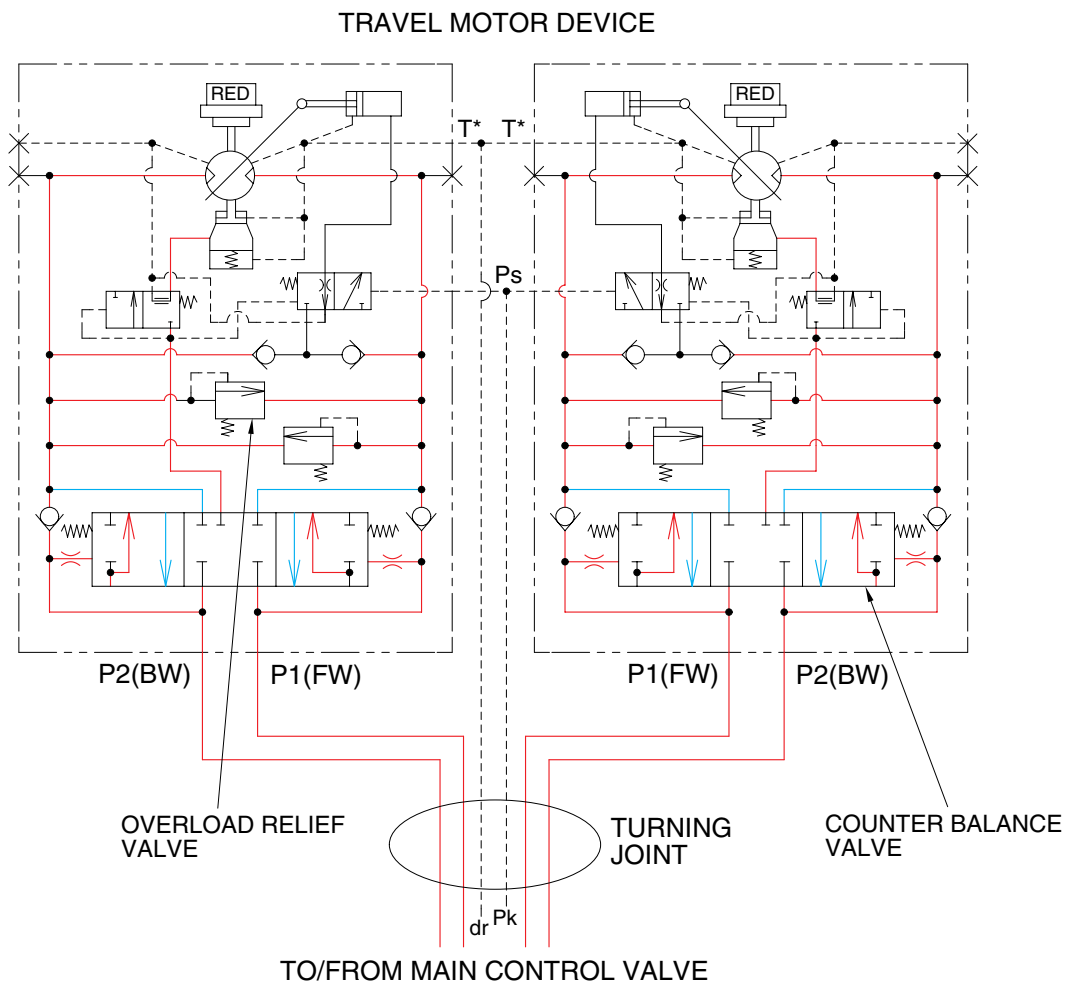 TRAVEL MOTOR DEVICE
RED
RED
T*
T*
Ps
P2(BW)
P1(FW)
P1(FW)
P2(BW)
OVERLOAD RELIEF
VALVE
TURNING
JOINT
COUNTER BALANCE
VALVE
dr
Pk
TO/FROM MAIN CONTROL VALVE